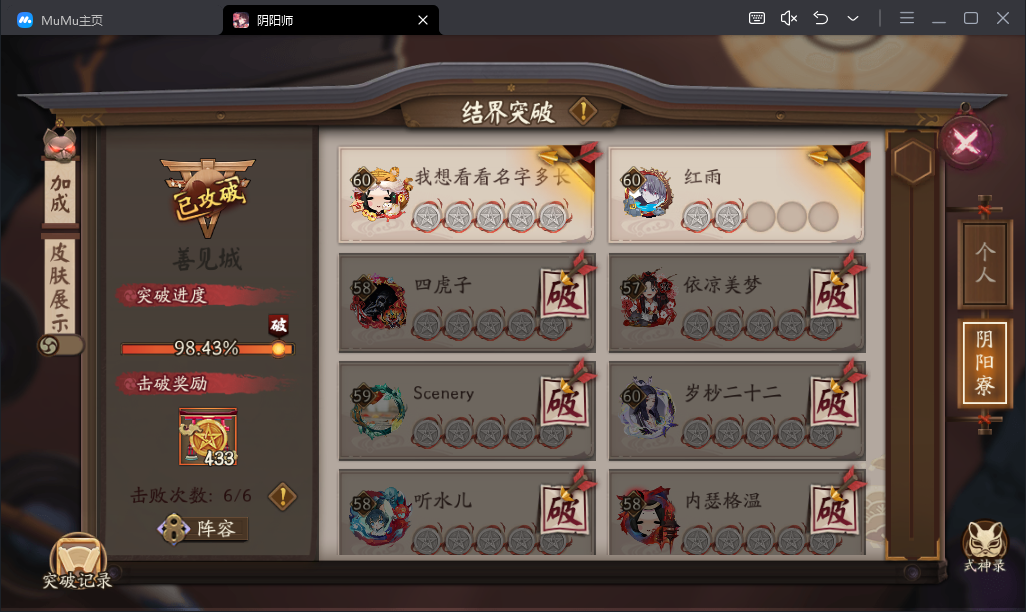 MuMu主页
阴阳师
结界突破
加成
皮肤展示
已攻破
善见城
突破进度
破
98.43%
击破奖励
433
击败次数: 6/6
阵容
突破记录
60
我想看看名字多长
60
红雨
58
四虎子
破
57
依凉美梦
破
59
Scenery
破
60
岁杪二十二
破
58
听水儿
破
58
内瑟格温
破
个人
阴阳寮
式神录